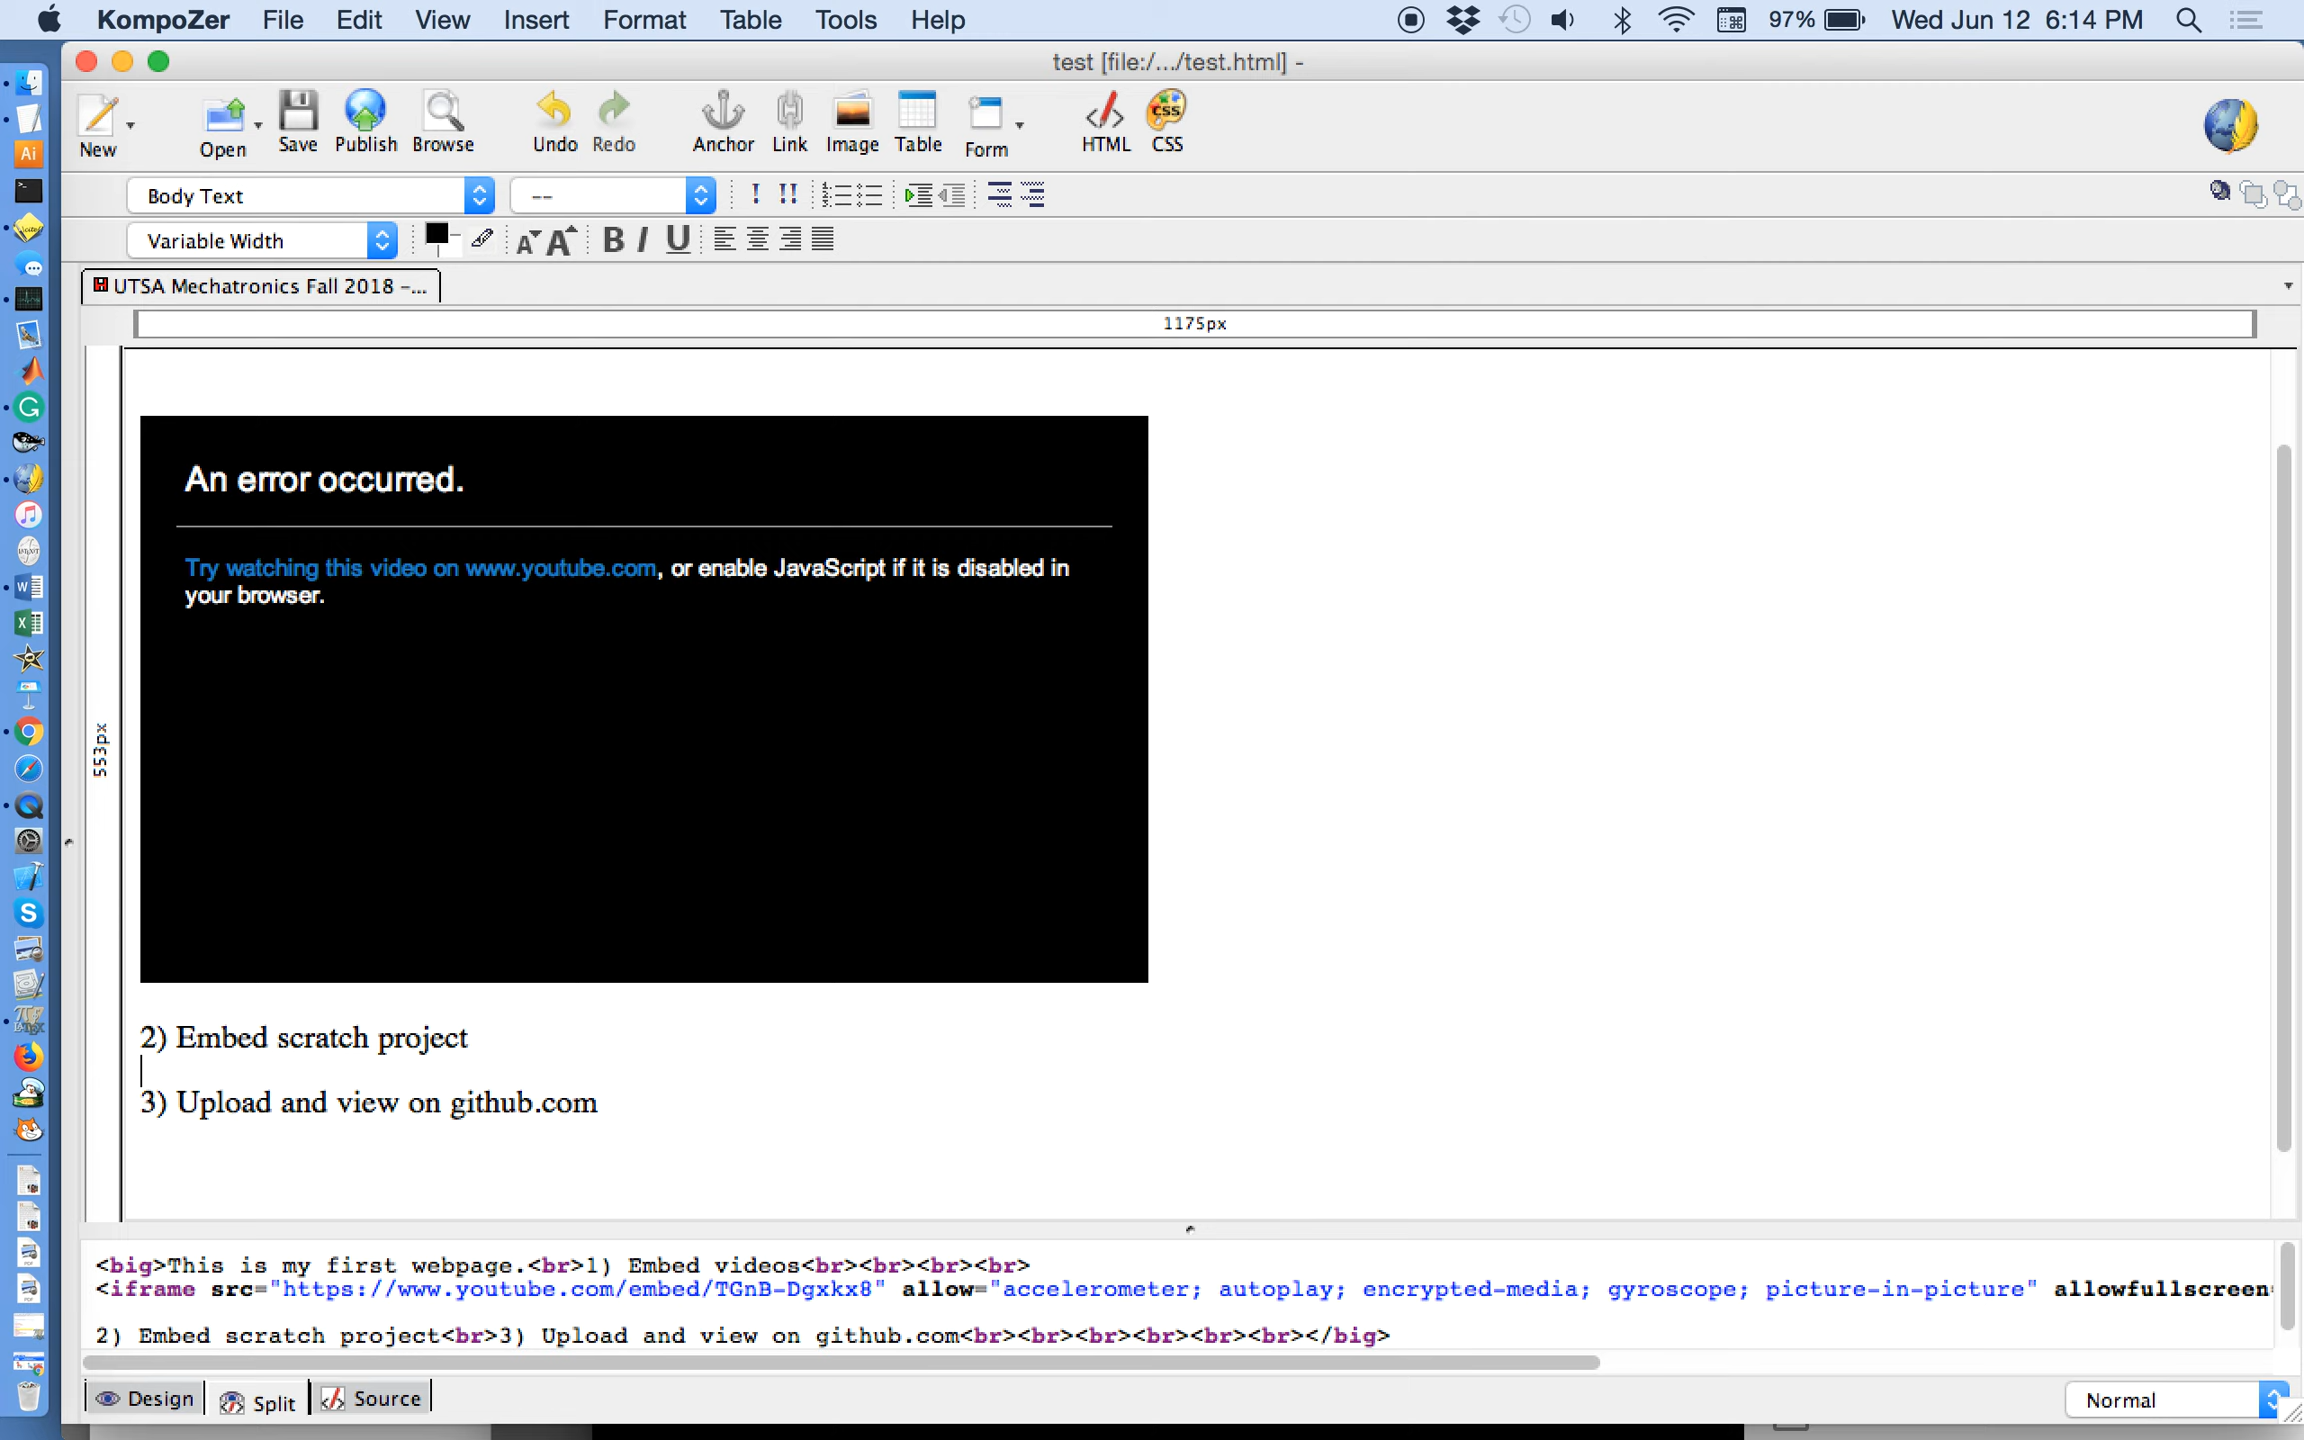 KompoZer File Edit View Insert Format Table Tools Help 97% Wed Jun 12 6:14 PM
test [file:/.../test.html] -
New Open Save Publish Browse Undo Redo Anchor Link Image Table Form HTML CSS
Body Text -- ! !!
Variable Width A A B I U
UTSA Mechatronics Fall 2018 –...
1175px
553px
An error occurred.
Try watching this video on www.youtube.com, or enable JavaScript if it is disabled in
your browser.
2) Embed scratch project
3) Upload and view on github.com
<big>This is my first webpage.<br>1) Embed videos<br><br><br><br>
<iframe src="https://www.youtube.com/embed/TGnB-Dgxkx8" allow="accelerometer; autoplay; encrypted-media; gyroscope; picture-in-picture" allowfullscreen
2) Embed scratch project<br>3) Upload and view on github.com<br><br><br><br><br><br></big>
Design Split Source Normal